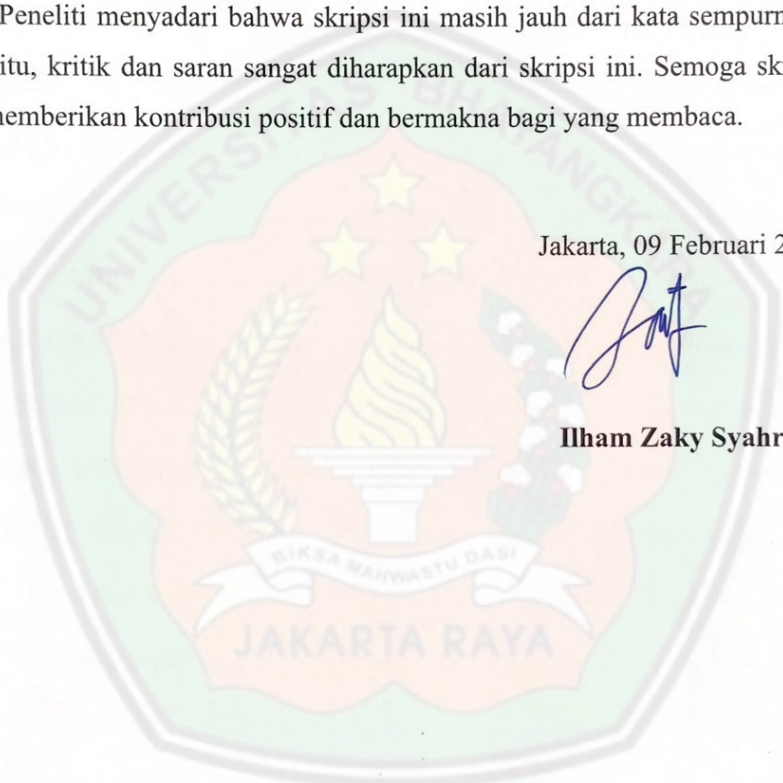 Peneliti menyadari bahwa skripsi ini masih jauh dari kata sempurn
itu, kritik dan saran sangat diharapkan dari skripsi ini. Semoga sk
memberikan kontribusi positif dan bermakna bagi yang membaca.
UNIVERSITAS BHAYANGKARA
Jakarta, 09 Februari 2
Ilham Zaky Syahr
BIKSA MAHWASTU DASI
JAKARTA RAYA